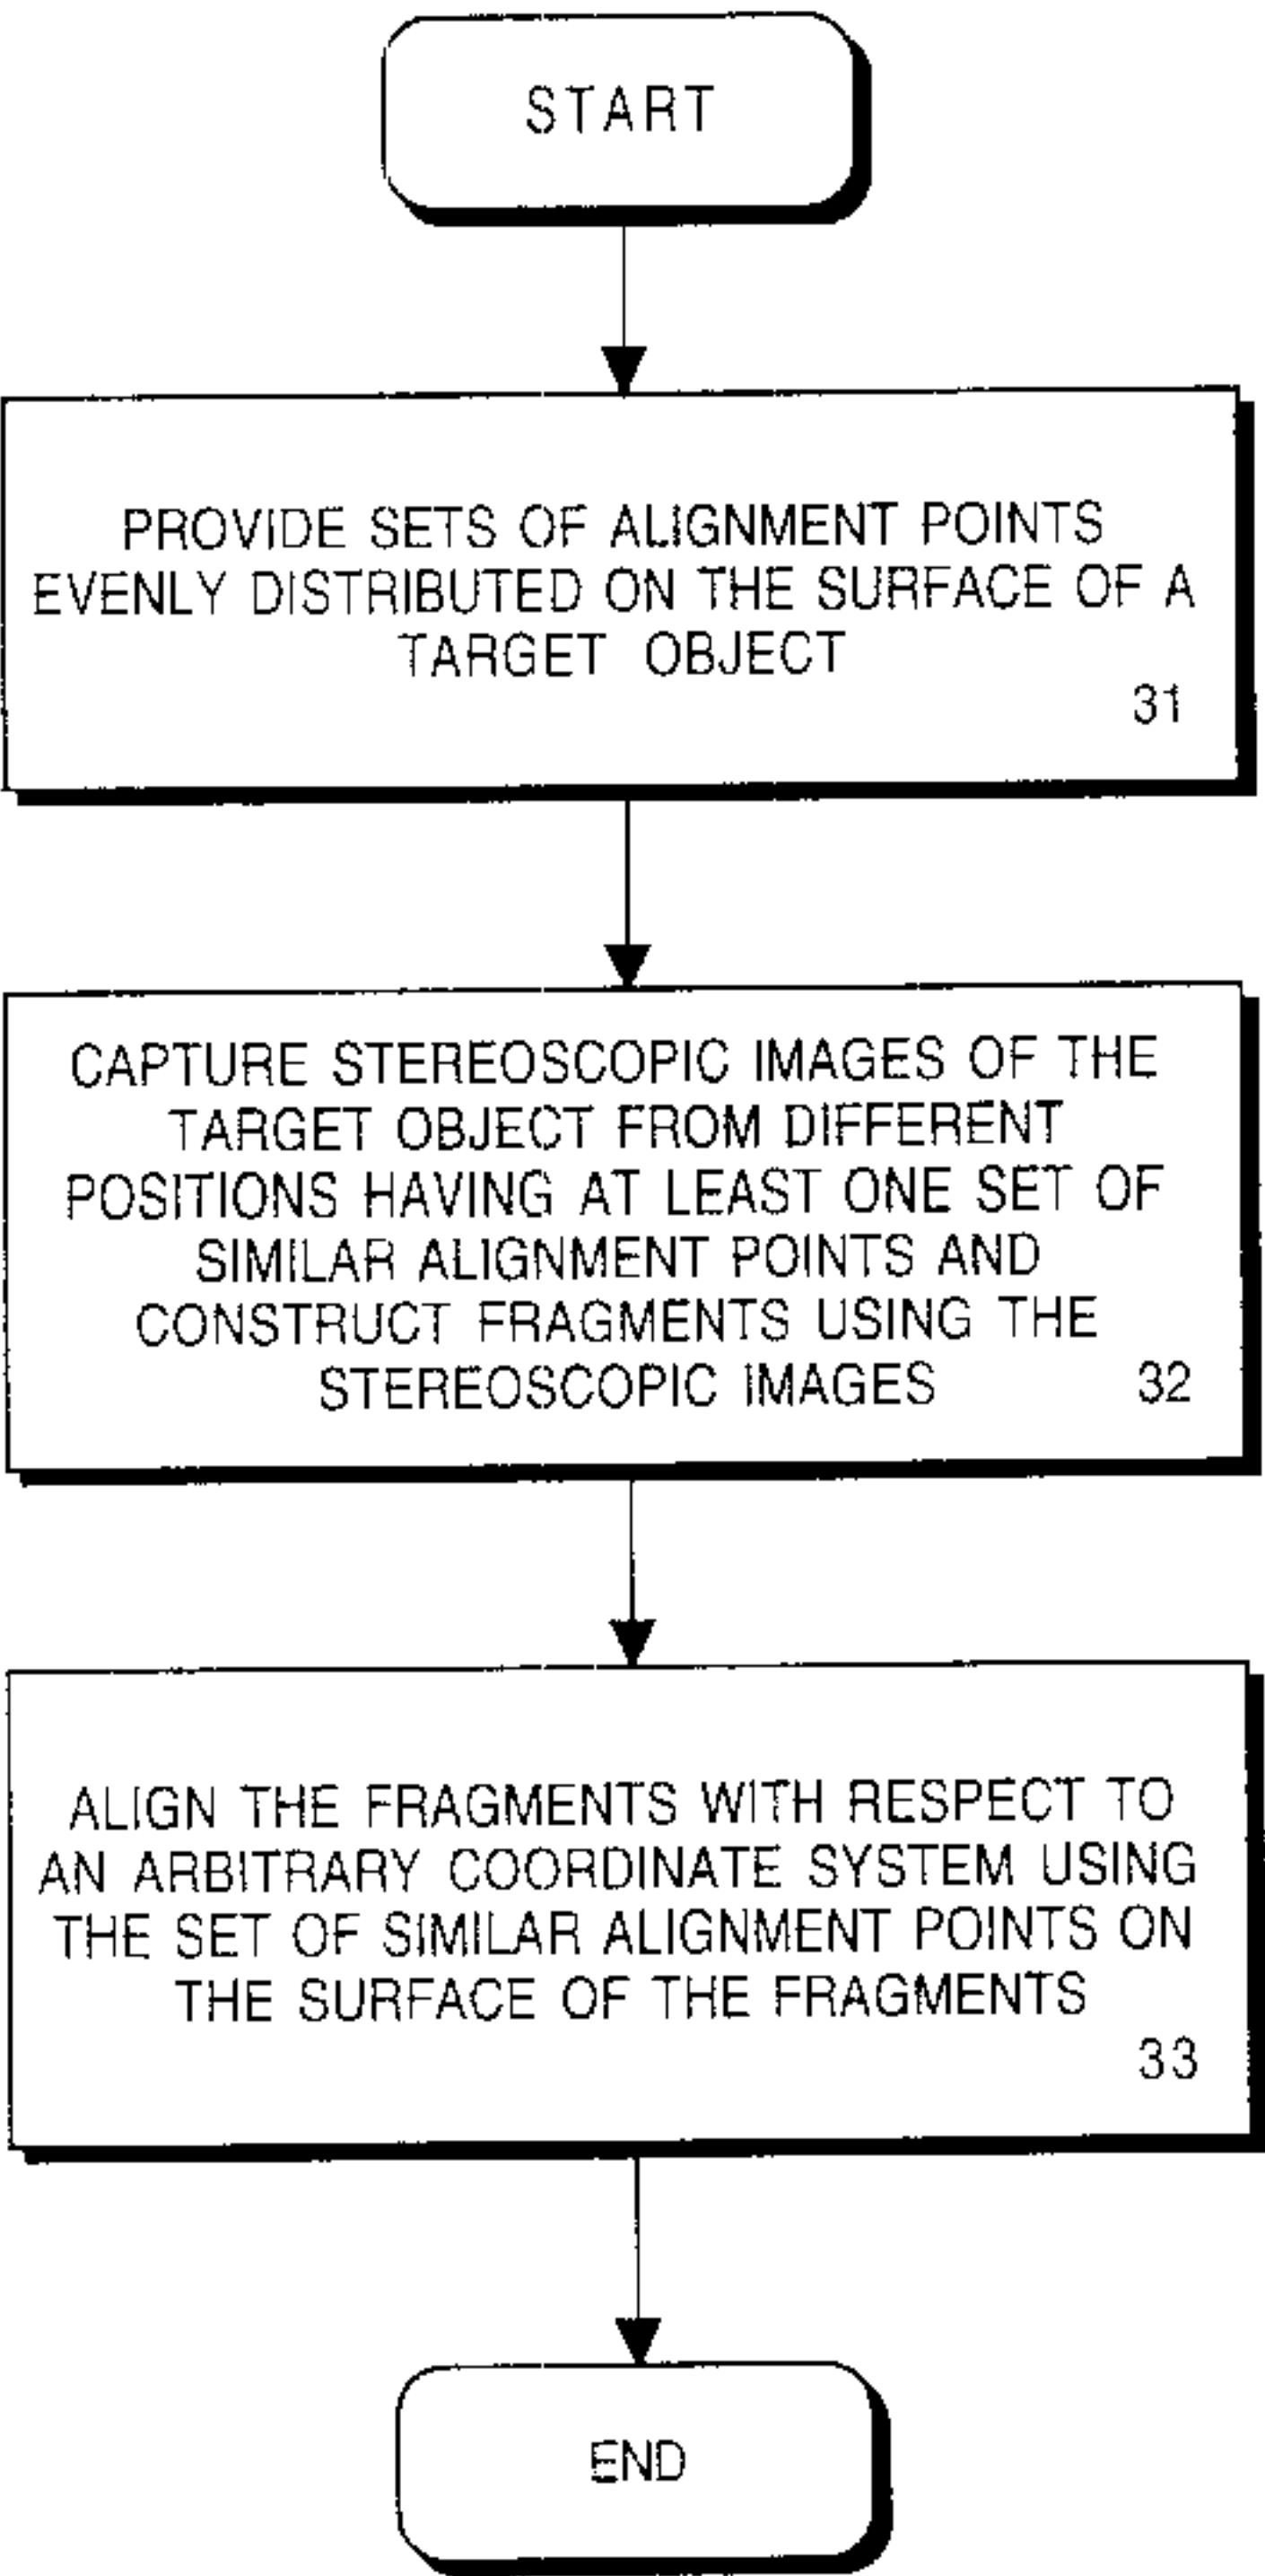 START
PROVIDE SETS OF ALIGNMENT POINTS
EVENLY DISTRIBUTED ON THE SURFACE OF A
TARGET OBJECT
31
CAPTURE STEREOSCOPIC IMAGES OF THE
TARGET OBJECT FROM DIFFERENT
POSITIONS HAVING AT LEAST ONE SET OF
SIMILAR ALIGNMENT POINTS AND
CONSTRUCT FRAGMENTS USING THE
STEREOSCOPIC IMAGES 32
ALIGN THE FRAGMENTS WITH RESPECT TO
AN ARBITRARY COORDINATE SYSTEM USING
THE SET OF SIMILAR ALIGNMENT POINTS ON
THE SURFACE OF THE FRAGMENTS
33
END